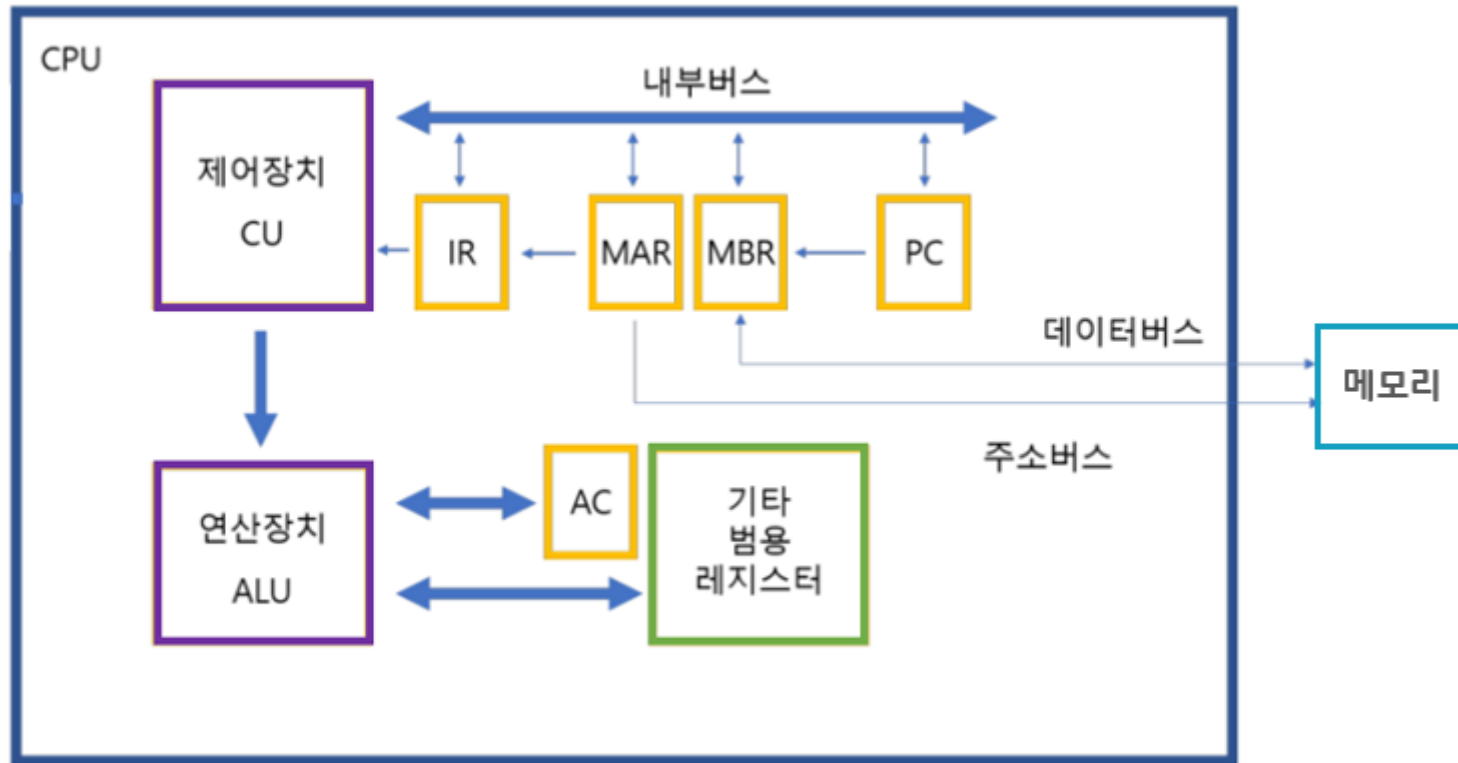 CPU
내부버스
제어장치
CU
IR
MAR
MBR
PC
데이터버스
메모리
주소버스
연산장치
ALU
AC
기타
범용
레지스터